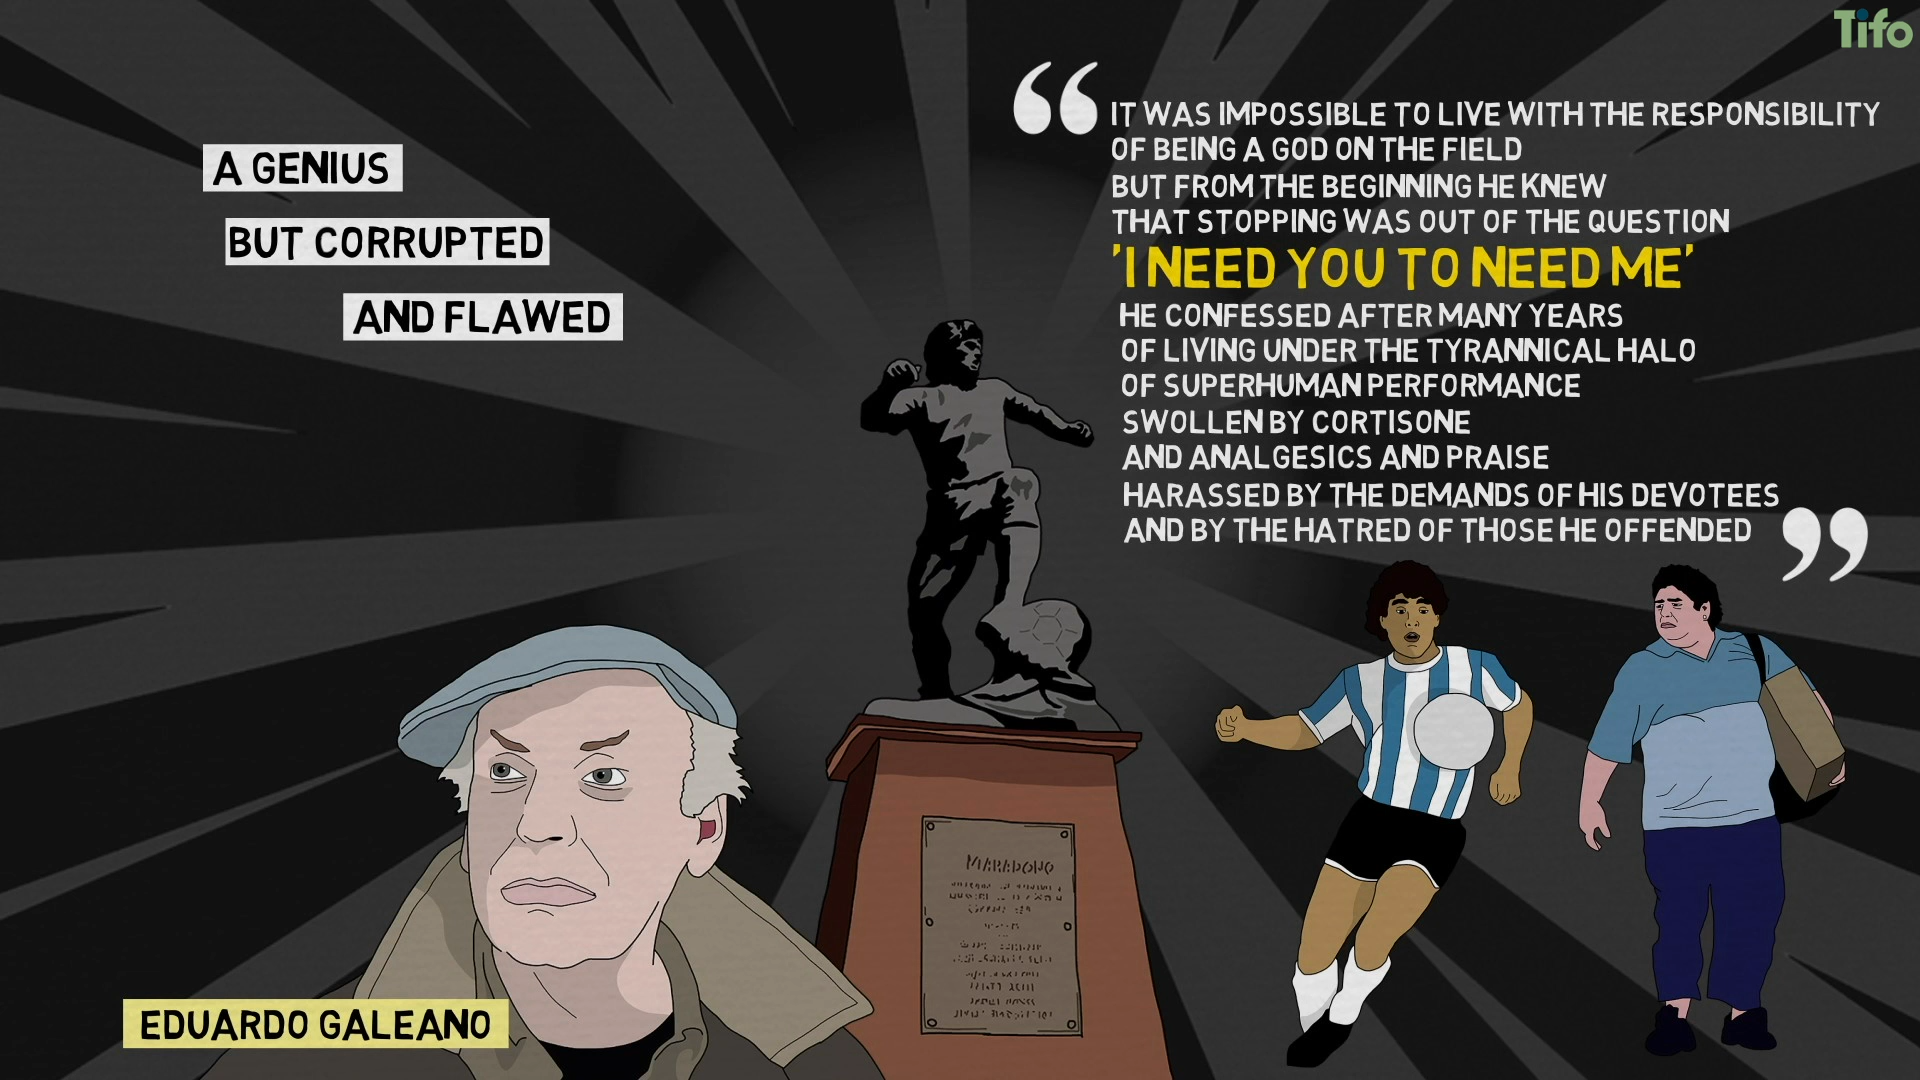 Tifo
A GENIUS
BUT CORRUPTED
AND FLAWED
“IT WAS IMPOSSIBLE TO LIVE WITH THE RESPONSIBILITY
OF BEING A GOD ON THE FIELD
BUT FROM THE BEGINNING HE KNEW
THAT STOPPING WAS OUT OF THE QUESTION
'I NEED YOU TO NEED ME'
HE CONFESSED AFTER MANY YEARS
OF LIVING UNDER THE TYRANNICAL HALO
OF SUPERHUMAN PERFORMANCE
SWOLLEN BY CORTISONE
AND ANALGESICS AND PRAISE
HARASSED BY THE DEMANDS OF HIS DEVOTEES
AND BY THE HATRED OF THOSE HE OFFENDED”
MARADONO
EDUARDO GALEANO